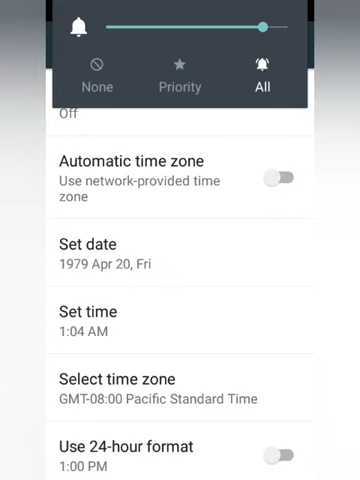 None Priority All
Off
Automatic time zone
Use network-provided time
zone
Set date
1979 Apr 20, Fri
Set time
1:04 AM
Select time zone
GMT-08:00 Pacific Standard Time
Use 24-hour format
1:00 PM